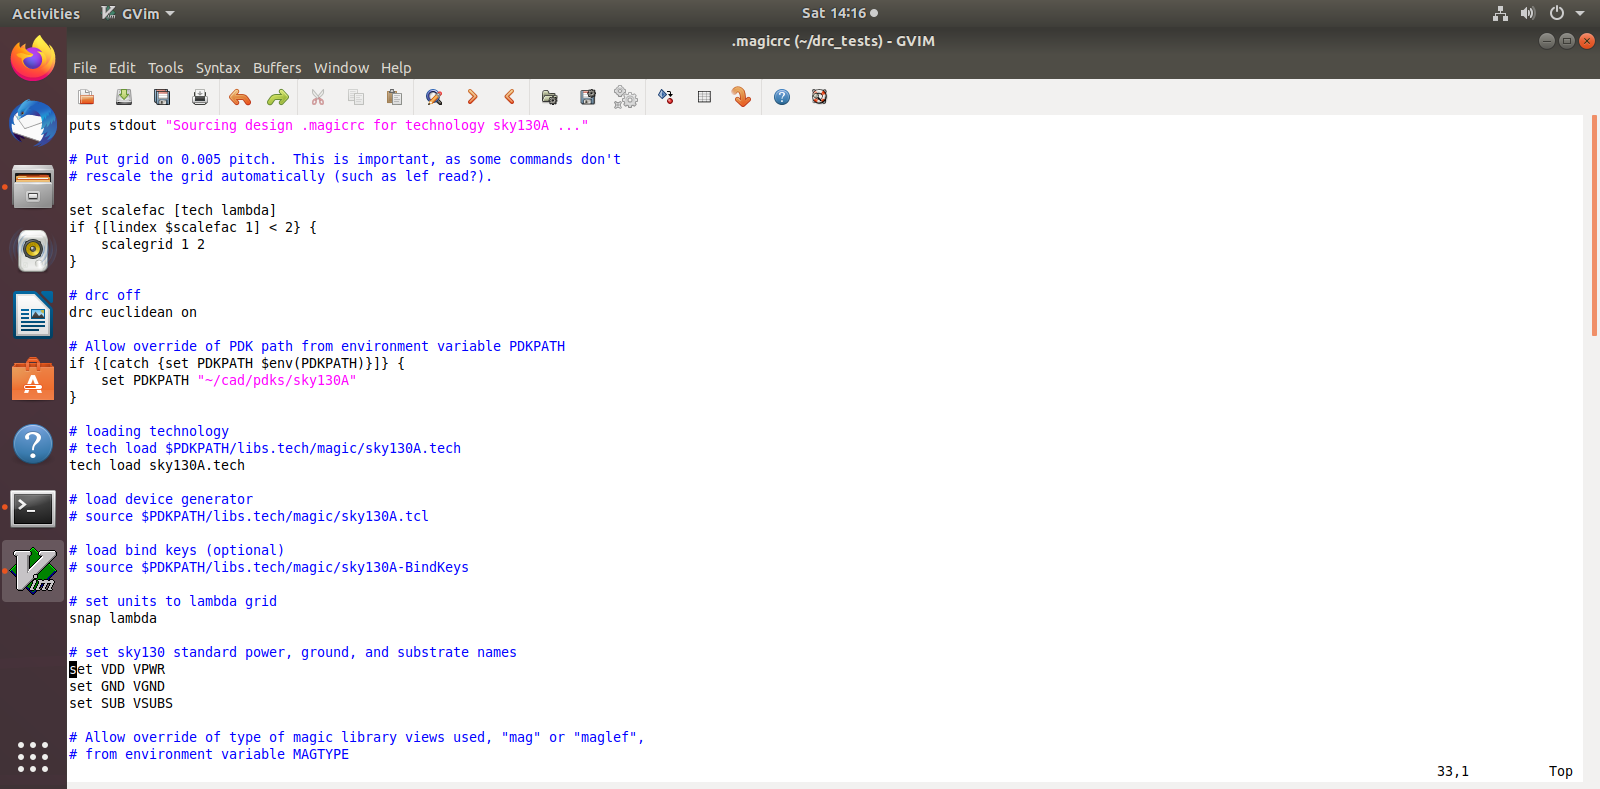 Activities GVim Sat 14:16
.magicrc (~/drc_tests) - GVIM
File Edit Tools Syntax Buffers Window Help
puts stdout "Sourcing design .magicrc for technology sky130A ..."
# Put grid on 0.005 pitch.  This is important, as some commands don't
# rescale the grid automatically (such as lef read?).
set scalefac [tech lambda]
if {[lindex $scalefac 1] < 2} {
    scalegrid 1 2
}
# drc off
drc euclidean on
# Allow override of PDK path from environment variable PDKPATH
if {[catch {set PDKPATH $env(PDKPATH)}]} {
    set PDKPATH "~/cad/pdks/sky130A"
}
# loading technology
# tech load $PDKPATH/libs.tech/magic/sky130A.tech
tech load sky130A.tech
# load device generator
# source $PDKPATH/libs.tech/magic/sky130A.tcl
# load bind keys (optional)
# source $PDKPATH/libs.tech/magic/sky130A-BindKeys
# set units to lambda grid
snap lambda
# set sky130 standard power, ground, and substrate names
set VDD VPWR
set GND VGND
set SUB VSUBS
# Allow override of type of magic library views used, "mag" or "maglef",
# from environment variable MAGTYPE
33,1 Top